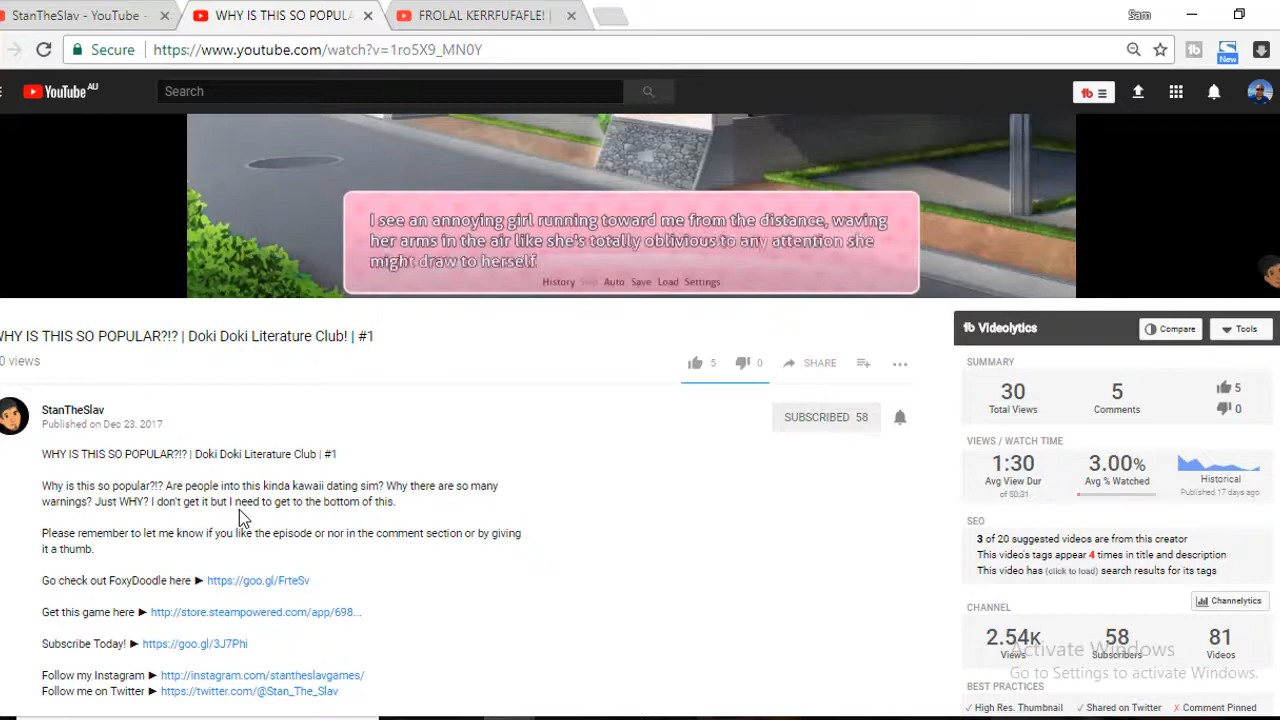 StanTheSlav - YouTube
WHY IS THIS SO POPULA
FROLAL KERRFUFAFLE!
Sam
Secure
https://www.youtube.com/watch?v=1ro5X9_MN0Y
New
YouTube AU
Search
I see an annoying girl running toward me from the distance, waving
her arms in the air like she's totally oblivious to any attention she
might draw to herself.
History Skip Auto Save Load Settings
WHY IS THIS SO POPULAR?!? | Doki Doki Literature Club! | #1
0 views
5
0
SHARE
StanTheSlav
Published on Dec 23, 2017
SUBSCRIBED 58
WHY IS THIS SO POPULAR?!? | Doki Doki Literature Club | #1
Why is this so popular?!? Are people into this kinda kawaii dating sim? Why there are so many
warnings? Just WHY? I don't get it but I need to get to the bottom of this.
Please remember to let me know if you like the episode or nor in the comment section or by giving
it a thumb.
Go check out FoxyDoodle here ► https://goo.gl/FrteSv
Get this game here ► http://store.steampowered.com/app/698...
Subscribe Today! ► https://goo.gl/3J7Phi
Follow my Instagram ► http://instagram.com/stantheslavgames/
Follow me on Twitter ► https://twitter.com/@Stan_The_Slav
Videolytics
Compare
Tools
SUMMARY
30
Total Views
5
Comments
5
0
VIEWS / WATCH TIME
1:30
Avg View Dur
of 50:31
3.00%
Avg % Watched
Historical
Published 17 days ago
SEO
3 of 20 suggested videos are from this creator
This video's tags appear 4 times in title and description
This video has (click to load) search results for its tags
CHANNEL
Channelytics
2.54K
Views
58
Subscribers
81
Videos
Activate Windows
Go to Settings to activate Windows.
BEST PRACTICES
✓ High Res. Thumbnail
✓ Shared on Twitter
✗ Comment Pinned